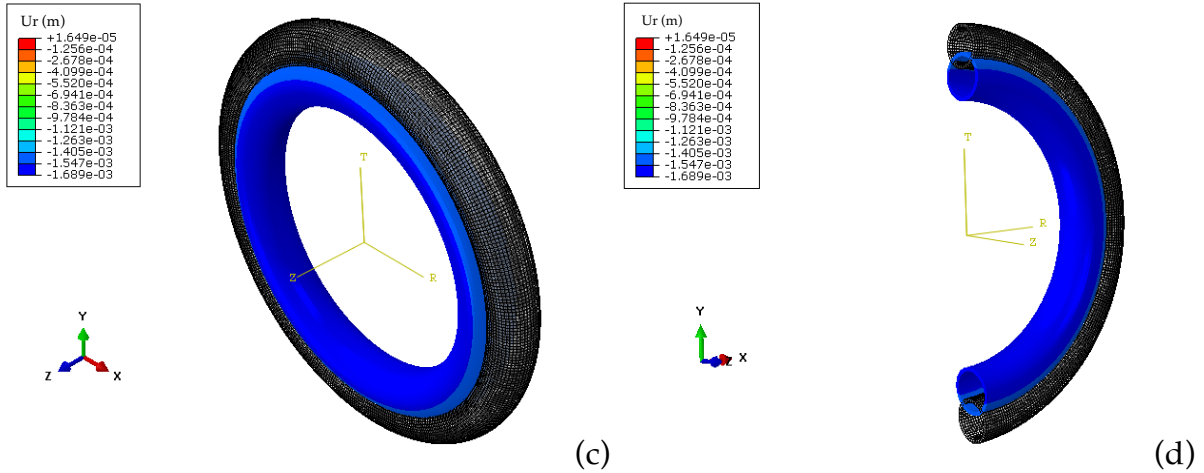 Ur (m)
+1.649e-05
-1.256e-04
-2.678e-04
-4.099e-04
-5.520e-04
-6.941e-04
-8.363e-04
-9.784e-04
-1.121e-03
-1.263e-03
-1.405e-03
-1.547e-03
-1.689e-03
T
Z
R
Y
Z
X
(c)
Ur (m)
+1.649e-05
-1.256e-04
-2.678e-04
-4.099e-04
-5.520e-04
-6.941e-04
-8.363e-04
-9.784e-04
-1.121e-03
-1.263e-03
-1.405e-03
-1.547e-03
-1.689e-03
T
R
Z
Y
X
Z
(d)